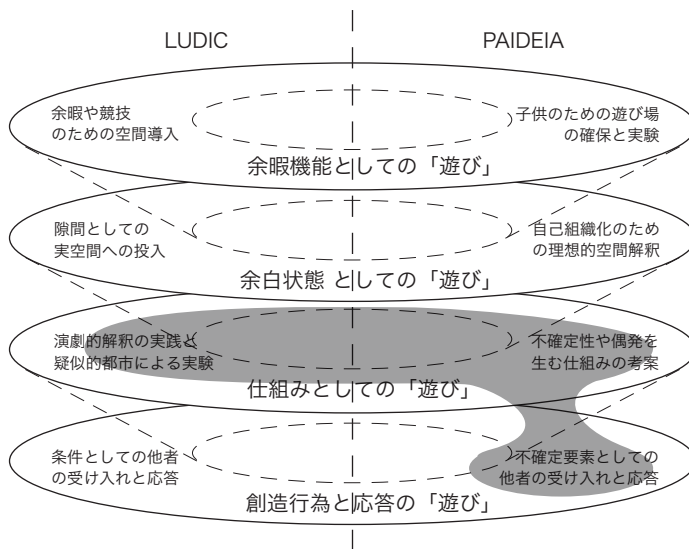 LUDIC
PAIDEIA
余暇や競技
のための空間導入
子供のための遊び場
の確保と実験
余暇機能としての「遊び」
隙間としての
実空間への投入
自己組織化のため
の理想的空間解釈
余白状態 としての「遊び」
演劇的解釈の実践と
疑似的都市による実験
不確定性や偶発を
生む仕組みの考案
仕組みとしての「遊び」
条件としての他者
の受け入れと応答
不確定要素としての
他者の受け入れと応答
創造行為と応答の「遊び」